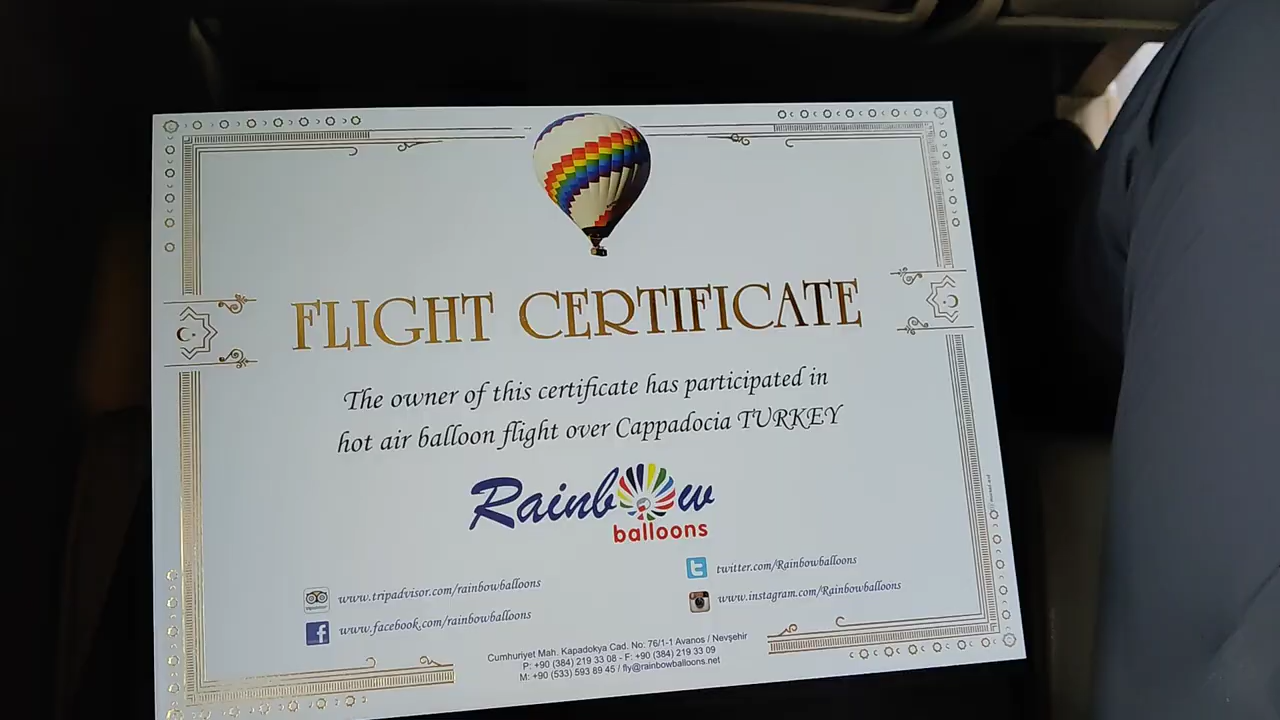 FLIGHT CERTIFICATE
The owner of this certificate has participated in
hot air balloon flight over Cappadocia TURKEY
Rainbow
balloons
www.tripadvisor.com/rainbowballoons
www.facebook.com/rainbowballoons
twitter.com/Rainbowballoons
www.instagram.com/Rainbowballoons
Cumhuriyet Mah. Kapadokya Cad. No: 76/1-1 Avanos / Nevşehir
P: +90 (384) 219 33 08 - F: +90 (384) 219 33 09
M: +90 (533) 593 89 45 / fly@rainbowballoons.net